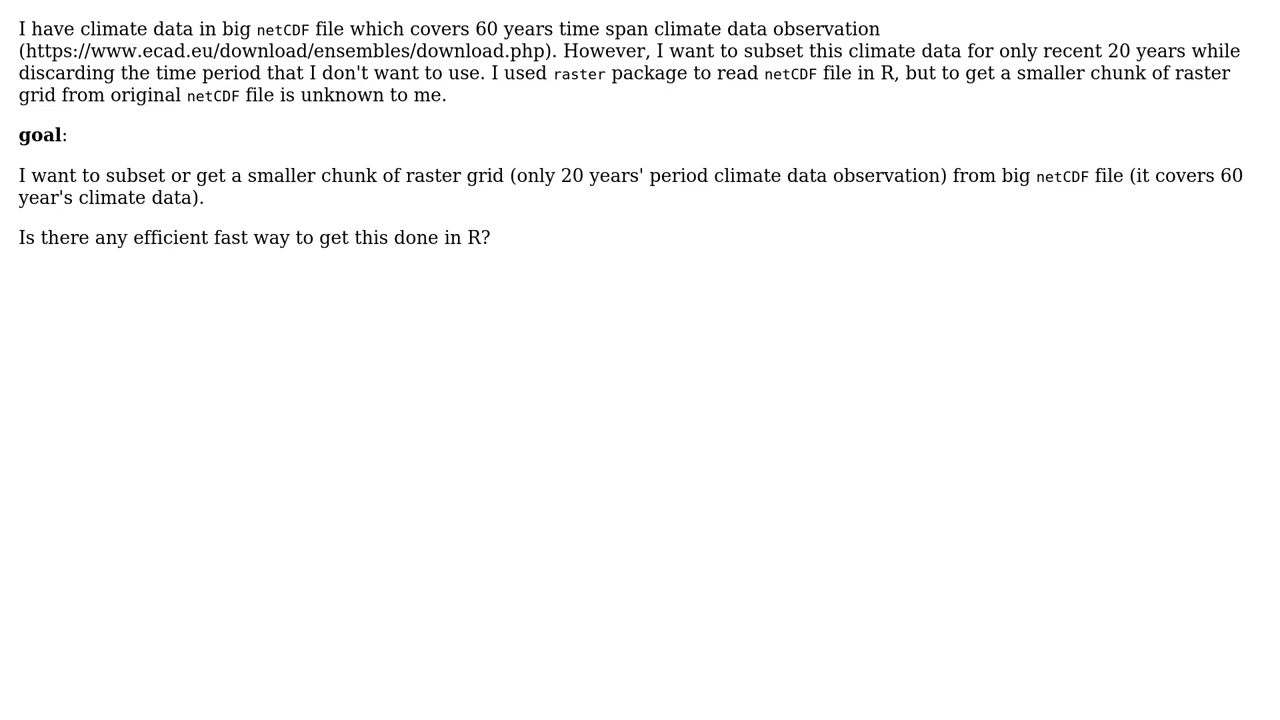 I have climate data in big netCDF file which covers 60 years time span climate data observation
(https://www.ecad.eu/download/ensembles/download.php). However, I want to subset this climate data for only recent 20 years while
discarding the time period that I don't want to use. I used raster package to read netCDF file in R, but to get a smaller chunk of raster
grid from original netCDF file is unknown to me.
goal:
I want to subset or get a smaller chunk of raster grid (only 20 years' period climate data observation) from big netCDF file (it covers 60
year's climate data).
Is there any efficient fast way to get this done in R?